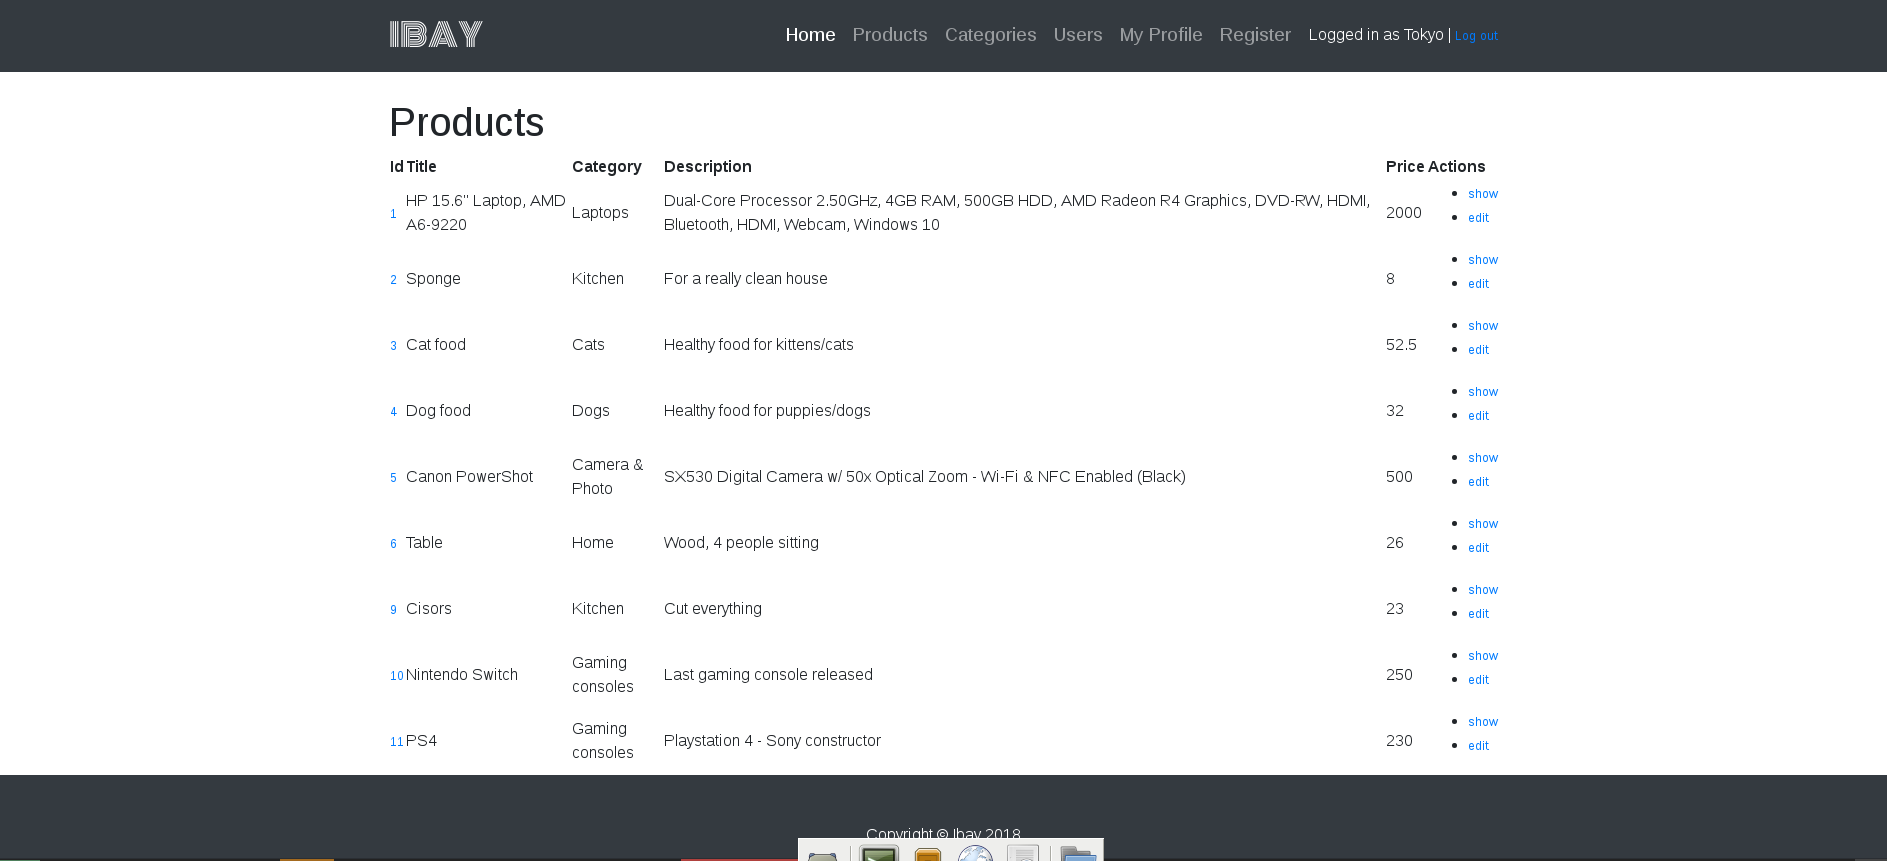 IBAY Home Products Categories Users My Profile Register Logged in as Tokyo | Log out
Products
Id Title Category Description Price Actions
1 HP 15.6" Laptop, AMD A6-9220 Laptops Dual-Core Processor 2.50GHz, 4GB RAM, 500GB HDD, AMD Radeon R4 Graphics, DVD-RW, HDMI, Bluetooth, HDMI, Webcam, Windows 10 2000 show edit
2 Sponge Kitchen For a really clean house 8 show edit
3 Cat food Cats Healthy food for kittens/cats 52.5 show edit
4 Dog food Dogs Healthy food for puppies/dogs 32 show edit
5 Canon PowerShot Camera & Photo SX530 Digital Camera w/ 50x Optical Zoom - Wi-Fi & NFC Enabled (Black) 500 show edit
6 Table Home Wood, 4 people sitting 26 show edit
9 Cisors Kitchen Cut everything 23 show edit
10 Nintendo Switch Gaming consoles Last gaming console released 250 show edit
11 PS4 Gaming consoles Playstation 4 - Sony constructor 230 show edit
Copyright © Ibay 2018